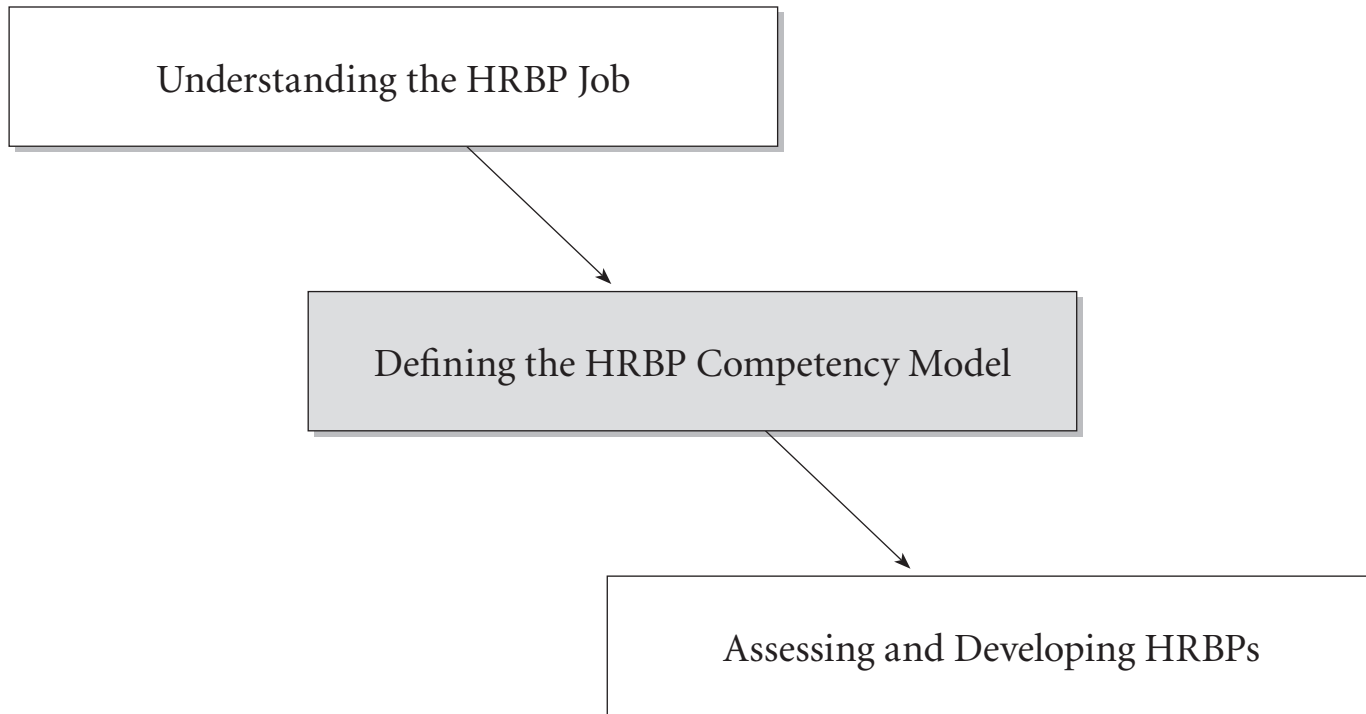 Understanding the HRBP Job
Defining the HRBP Competency Model
Assessing and Developing HRBPs